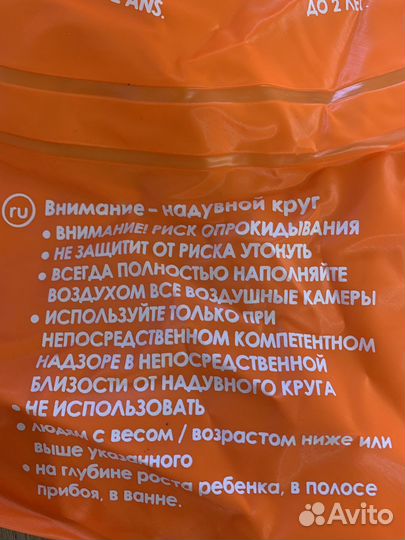 ANS.
ДО 2 ЛЕТ.
ru Внимание – надувной круг
• ВНИМАНИЕ! РИСК ОПРОКИДЫВАНИЯ
• НЕ ЗАЩИТИТ ОТ РИСКА УТОНУТЬ
• ВСЕГДА ПОЛНОСТЬЮ НАПОЛНЯЙТЕ
ВОЗДУХОМ ВСЕ ВОЗДУШНЫЕ КАМЕРЫ
• ИСПОЛЬЗУЙТЕ ТОЛЬКО ПРИ
НЕПОСРЕДСТВЕННОМ КОМПЕТЕНТНОМ
НАДЗОРЕ В НЕПОСРЕДСТВЕННОЙ
БЛИЗОСТИ ОТ НАДУВНОГО КРУГА
• НЕ ИСПОЛЬЗОВАТЬ
• людям с весом / возрастом ниже или
выше указанного
• на глубине роста ребенка, в полосе
прибоя, в ванне.
Avito